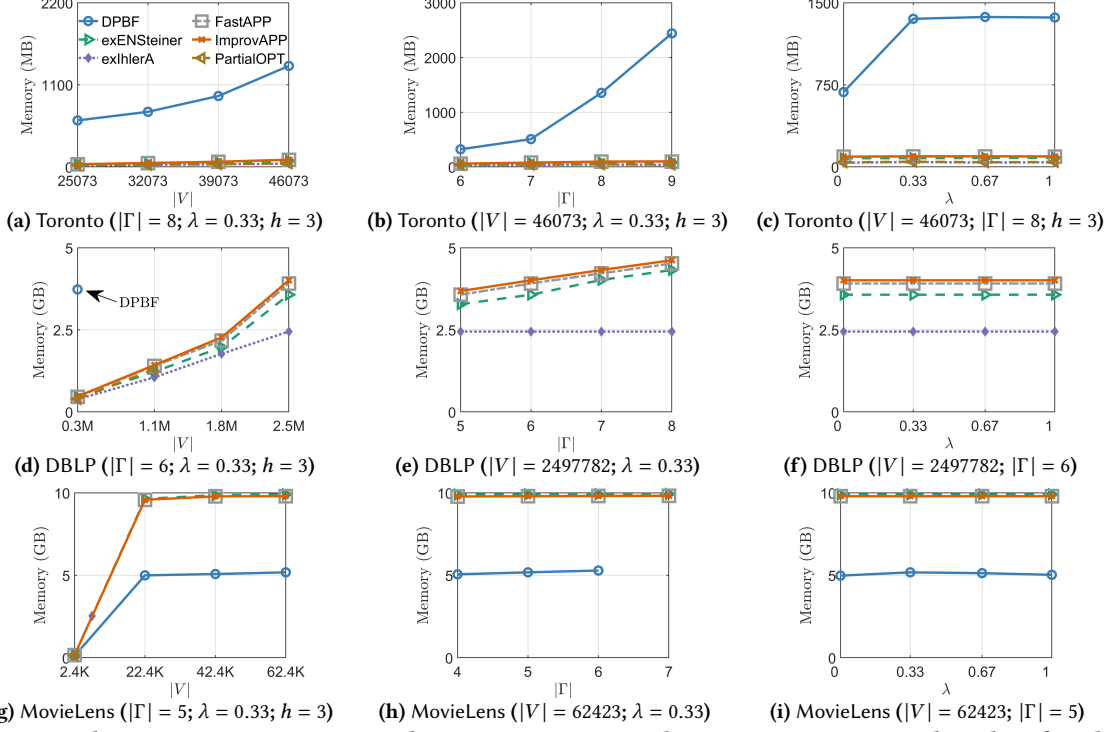 2200
1100
0
Memory (MB)
DPBF
exENSteiner
exIhlerA
FastAPP
ImprovAPP
PartialOPT
25073 32073 39073 46073
|V|
(a) Toronto (|Γ| = 8; λ = 0.33; h = 3)
3000
2000
1000
0
Memory (MB)
6 7 8 9
|Γ|
(b) Toronto (|V| = 46073; λ = 0.33; h = 3)
1500
750
0
Memory (MB)
0 0.33 0.67 1
λ
(c) Toronto (|V| = 46073; |Γ| = 8; h = 3)
5
2.5
0
Memory (GB)
DPBF
0.3M 1.1M 1.8M 2.5M
|V|
(d) DBLP (|Γ| = 6; λ = 0.33; h = 3)
5
2.5
0
Memory (GB)
5 6 7 8
|Γ|
(e) DBLP (|V| = 2497782; λ = 0.33)
5
2.5
0
Memory (GB)
0 0.33 0.67 1
λ
(f) DBLP (|V| = 2497782; |Γ| = 6)
10
5
0
Memory (GB)
2.4K 22.4K 42.4K 62.4K
|V|
g) MovieLens (|Γ| = 5; λ = 0.33; h = 3)
10
5
0
Memory (GB)
4 5 6 7
|Γ|
(h) MovieLens (|V| = 62423; λ = 0.33)
10
5
0
Memory (GB)
0 0.33 0.67 1
λ
(i) MovieLens (|V| = 62423; |Γ| = 5)